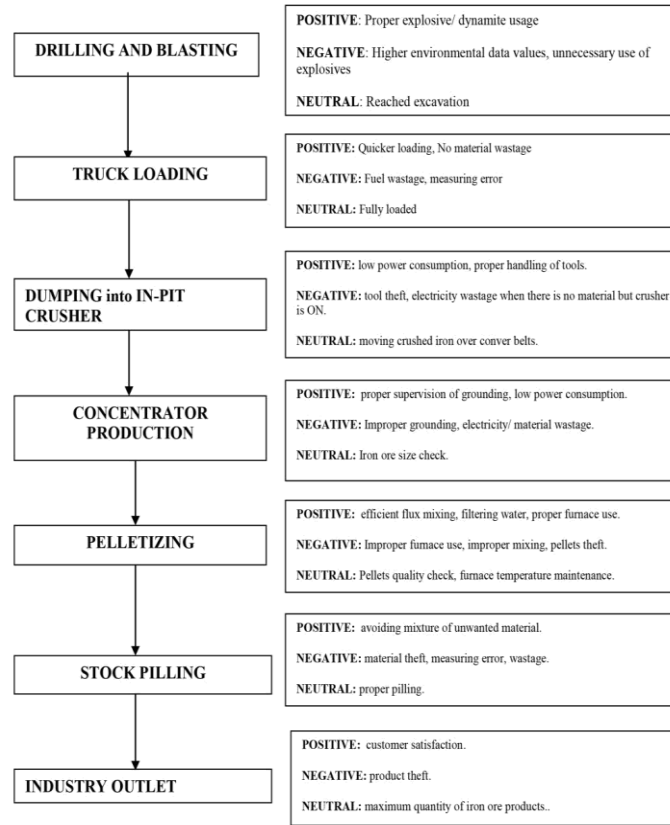 DRILLING AND BLASTING
POSITIVE: Proper explosive/ dynamite usage
NEGATIVE: Higher environmental data values, unnecessary use of
explosives
NEUTRAL: Reached excavation
TRUCK LOADING
POSITIVE: Quicker loading, No material wastage
NEGATIVE: Fuel wastage, measuring error
NEUTRAL: Fully loaded
DUMPING into IN-PIT
CRUSHER
POSITIVE: low power consumption, proper handling of tools.
NEGATIVE: tool theft, electricity wastage when there is no material but crusher
is ON.
NEUTRAL: moving crushed iron over conver belts.
CONCENTRATOR
PRODUCTION
POSITIVE: proper supervision of grounding, low power consumption.
NEGATIVE: Improper grounding, electricity/ material wastage.
NEUTRAL: Iron ore size check.
PELLETIZING
POSITIVE: efficient flux mixing, filtering water, proper furnace use.
NEGATIVE: Improper furnace use, improper mixing, pellets theft.
NEUTRAL: Pellets quality check, furnace temperature maintenance.
STOCK PILLING
POSITIVE: avoiding mixture of unwanted material.
NEGATIVE: material theft, measuring error, wastage.
NEUTRAL: proper pilling.
INDUSTRY OUTLET
POSITIVE: customer satisfaction.
NEGATIVE: product theft.
NEUTRAL: maximum quantity of iron ore products..